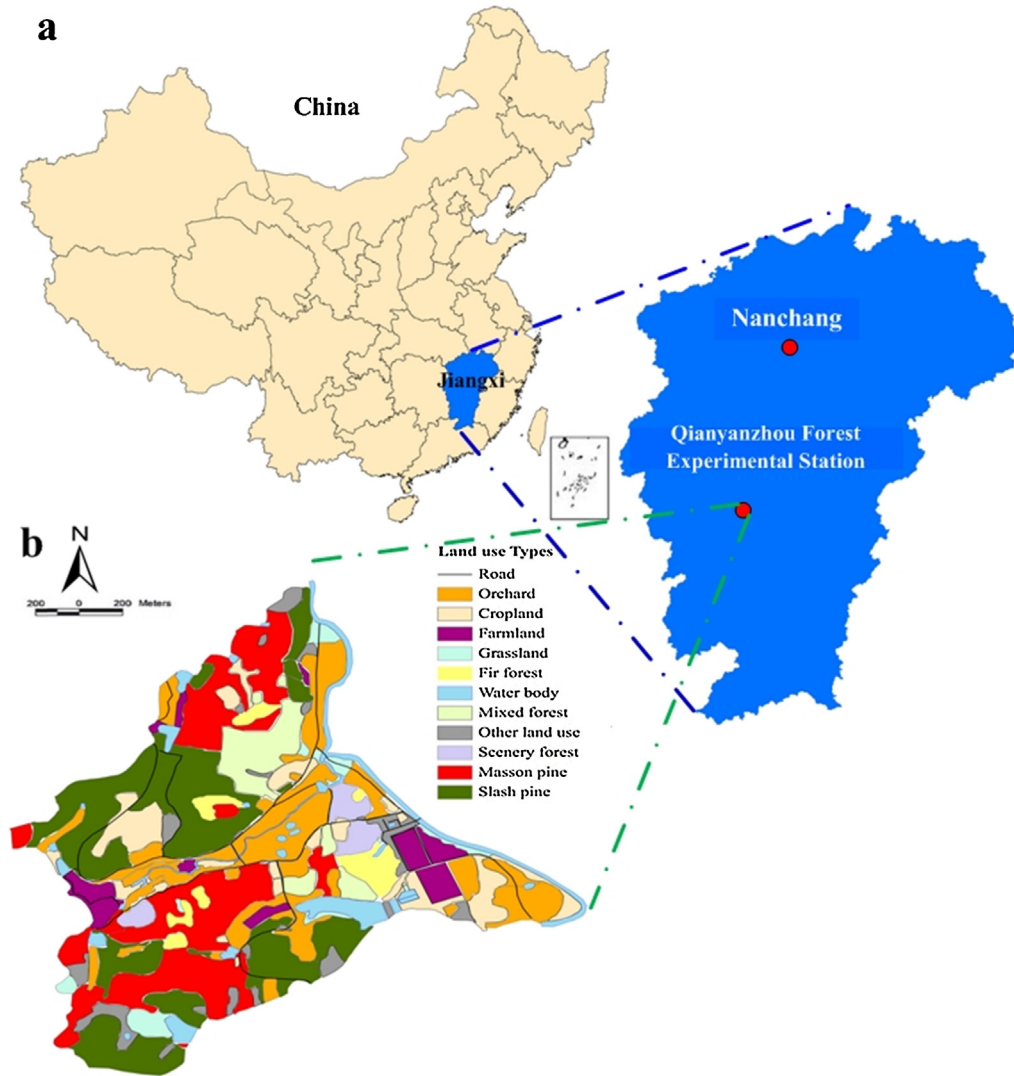 a
China
Jiangxi
Nanchang
Qianyanzhou Forest
Experimental Station
b
N
200 0 200 Meters
Land use Types
Road
Orchard
Cropland
Farmland
Grassland
Fir forest
Water body
Mixed forest
Other land use
Scenery forest
Masson pine
Slash pine